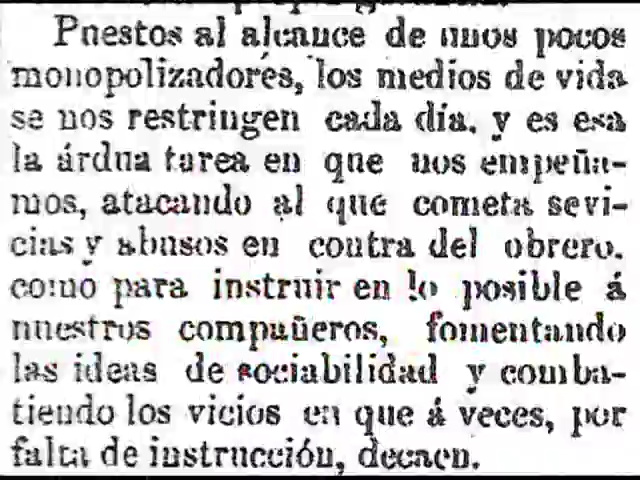 Puestos al alcance de unos pocos
monopolizadores, los medios de vida
se nos restringen cada día, y es esa
la árdua tarea en que nos empeña-
mos, atacando al que cometa sevi-
cias y abusos en contra del obrero,
como para instruir en lo posible á
nuestros compañeros, fomentando
las ideas de sociabilidad y comba-
tiendo los vicios en que á veces, por
falta de instrucción, decaen.